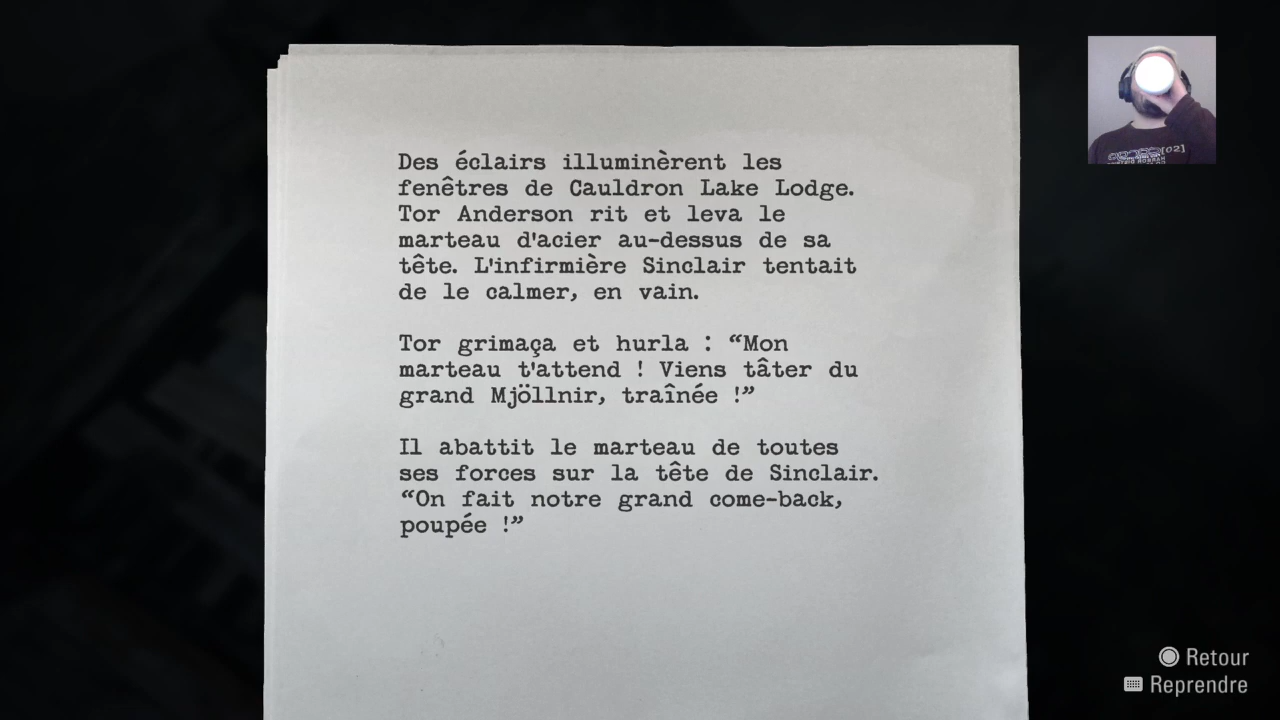 Des éclairs illuminèrent les
fenêtres de Cauldron Lake Lodge.
Tor Anderson rit et leva le
marteau d'acier au-dessus de sa
tête. L'infirmière Sinclair tentait
de le calmer, en vain.
Tor grimaça et hurla : “Mon
marteau t'attend ! Viens tâter du
grand Mjöllnir, traînée !”
Il abattit le marteau de toutes
ses forces sur la tête de Sinclair.
“On fait notre grand come-back,
poupée !”
[02]
Retour
Reprendre